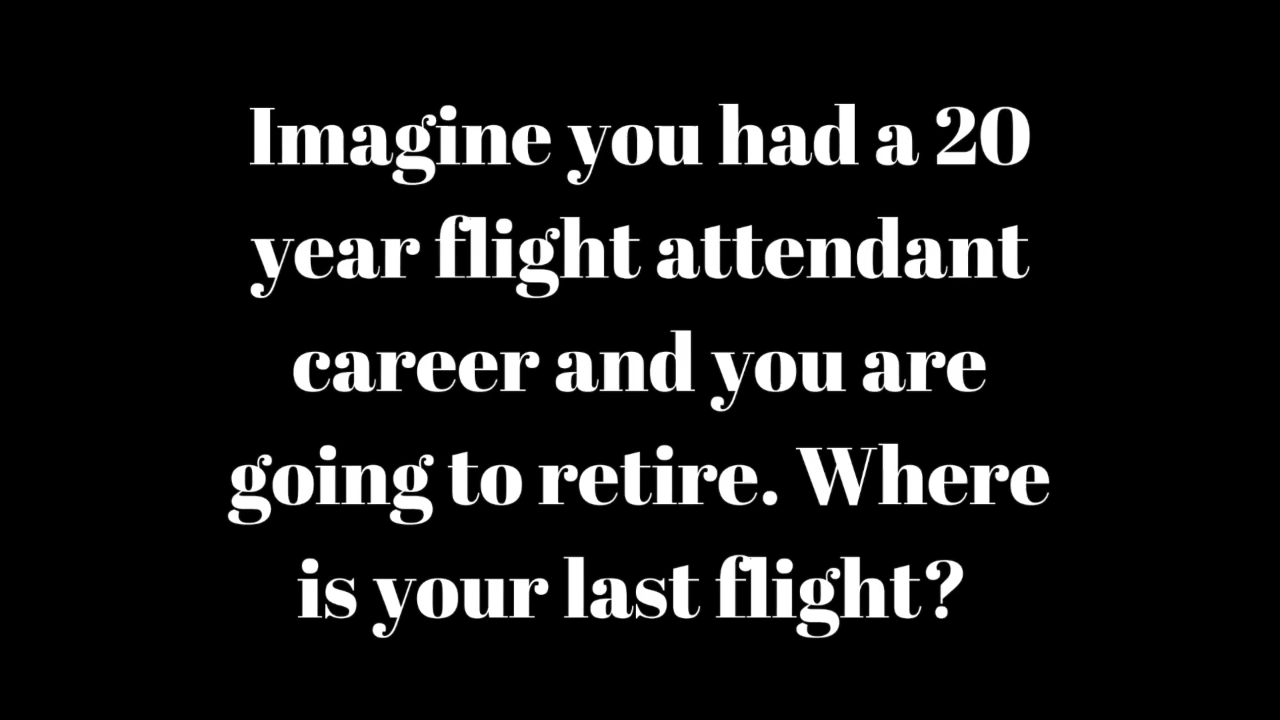 Imagine you had a 20
year flight attendant
career and you are
going to retire. Where
is your last flight?